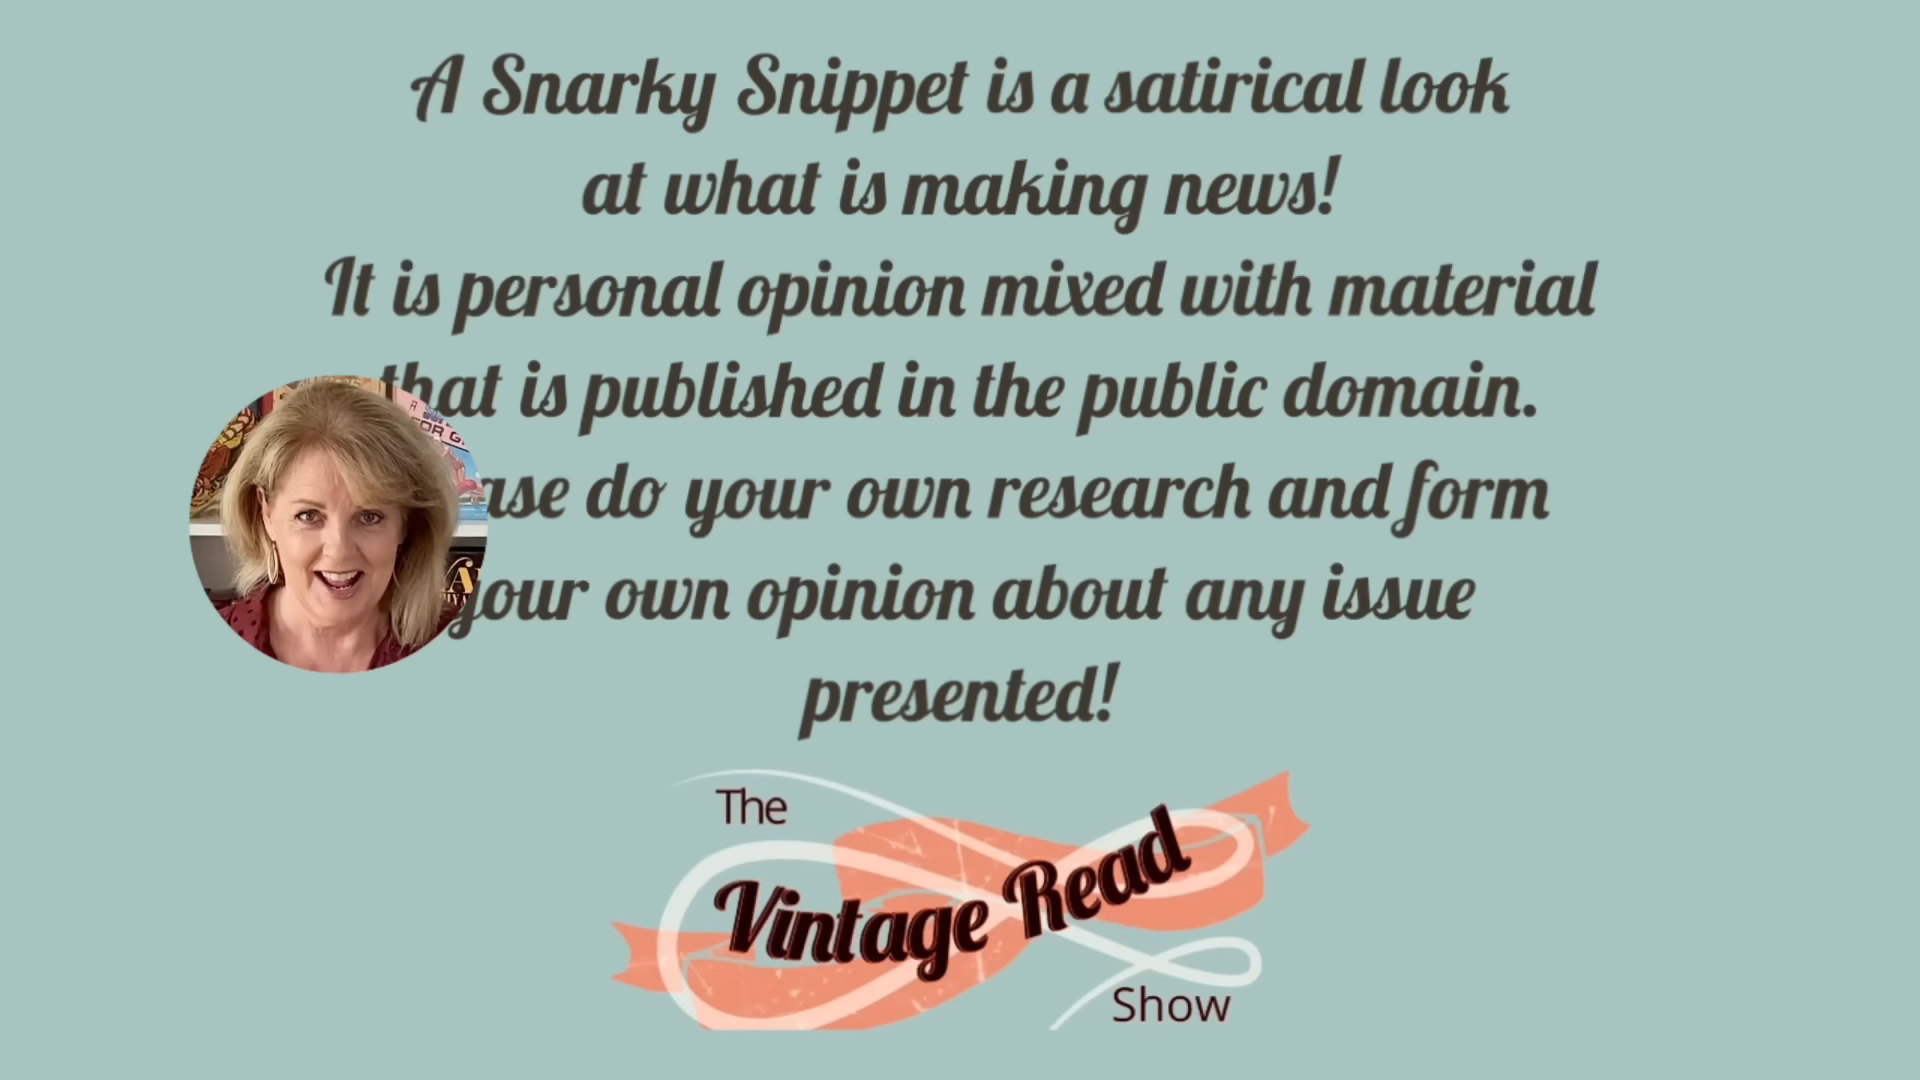 A Snarky Snippet is a satirical look
at what is making news!
It is personal opinion mixed with material
that is published in the public domain.
ase do your own research and form
your own opinion about any issue
presented!
The
Vintage Read
Show